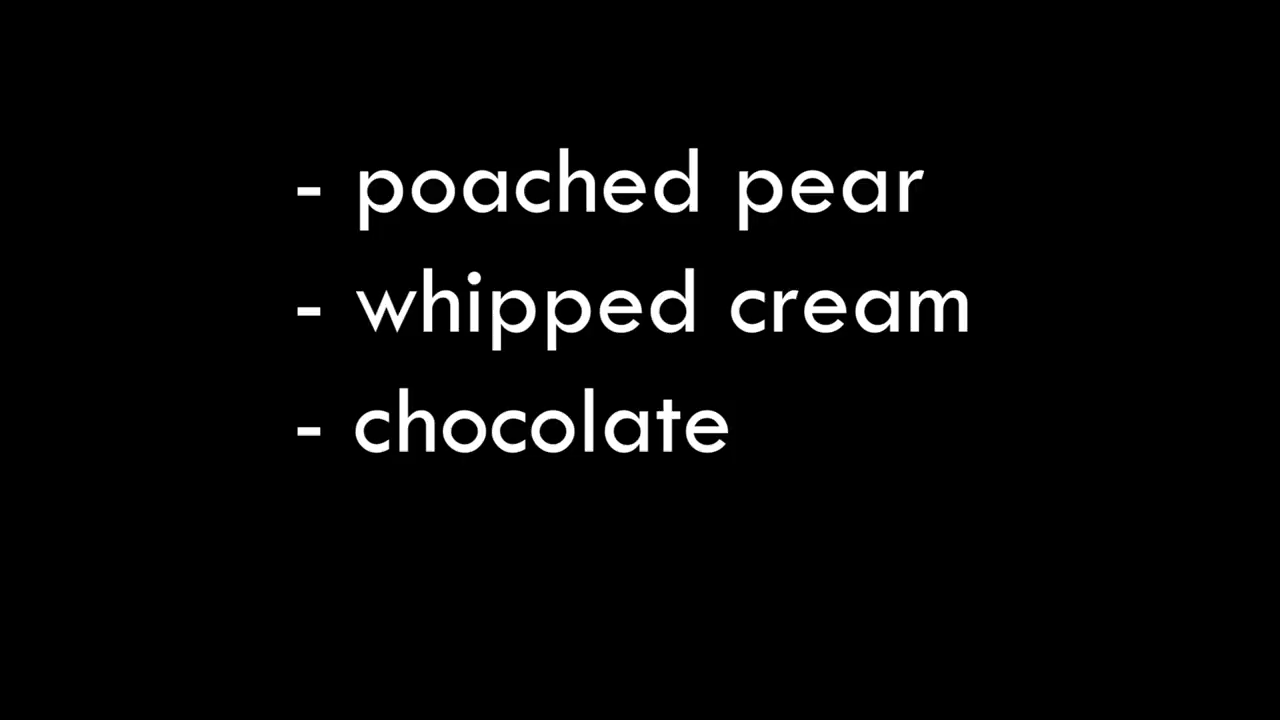 - poached pear
- whipped cream
- chocolate